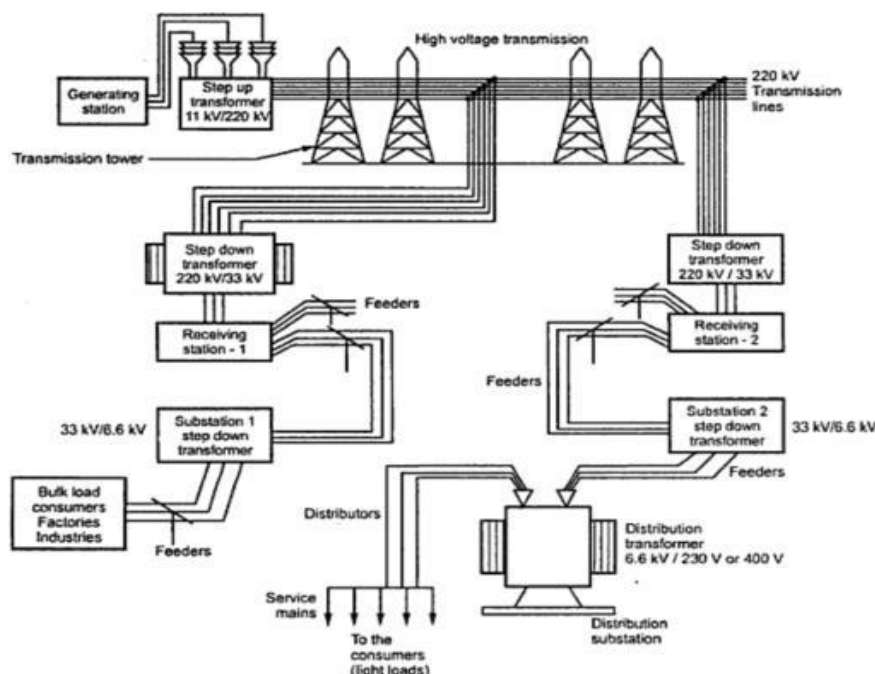 High voltage transmission
Generating
station
Step up
transformer
11 kV/220 kV
220 kV
Transmission
lines
Transmission tower
Step down
transformer
220 kV/33 kV
Step down
transformer
220 kV / 33 kV
Feeders
Receiving
station - 1
Receiving
station - 2
Feeders
33 kV/6.6 kV
Substation 1
step down
transformer
Substation 2
step down
transformer
33 kV/6.6 kV
Feeders
Bulk load
consumers
Factories
Industries
Feeders
Distributors
Distribution
transformer
6.6 kV / 230 V or 400 V
Service
mains
To the
consumers
(light loads)
Distribution
substation